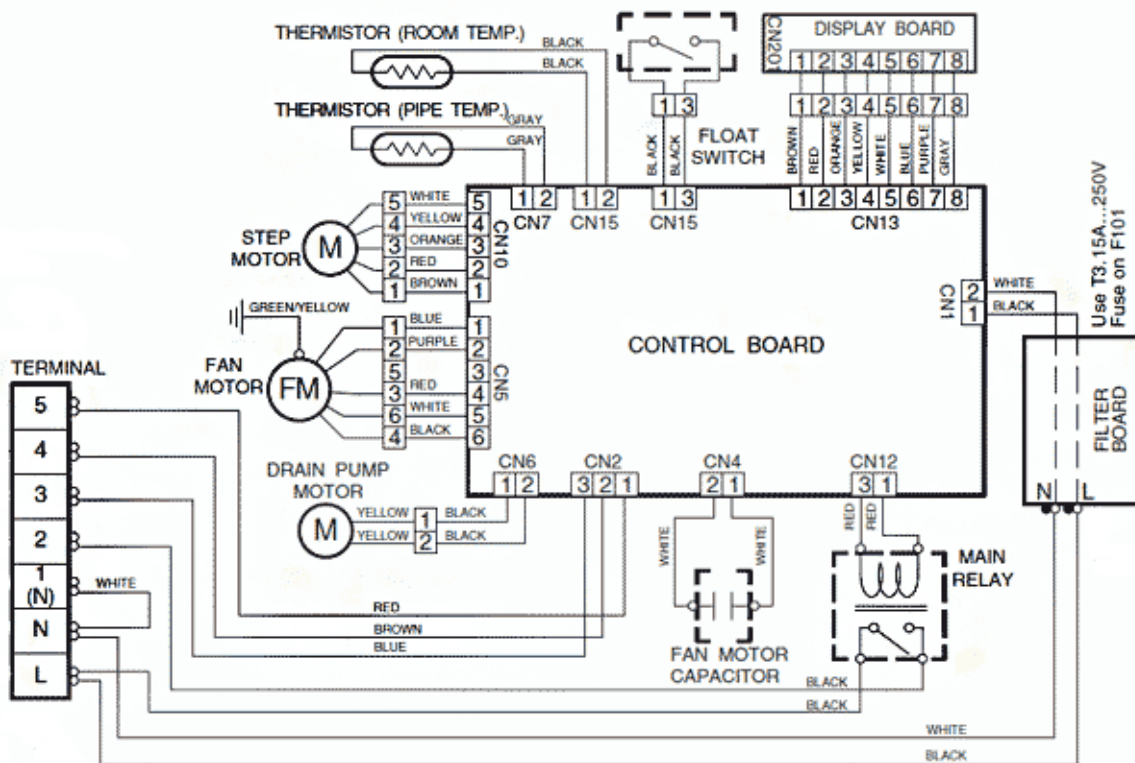 THERMISTOR (ROOM TEMP.)
BLACK
BLACK
THERMISTOR (PIPE TEMP.)
GRAY
GRAY
1 3
BLACK
BLACK
FLOAT
SWITCH
CN201
DISPLAY BOARD
1 2 3 4 5 6 7 8
1 2 3 4 5 6 7 8
BROWN
RED
ORANGE
YELLOW
WHITE
BLUE
PURPLE
GRAY
1 2
CN7
1 2
CN15
1 3
CN15
1 2 3 4 5 6 7 8
CN13
Use T3.15A...250V
Fuse on F101
STEP
MOTOR
M
5 WHITE 5
4 YELLOW 4
3 ORANGE 3
2 RED 2
1 BROWN 1
CN10
GREEN/YELLOW
FAN
MOTOR
FM
1 BLUE 1
2 PURPLE 2
5 3
3 RED 4
6 WHITE 5
4 BLACK 6
CN5
CONTROL BOARD
CN1
2 WHITE
1 BLACK
FILTER
BOARD
N L
TERMINAL
5
4
3
2
1
(N)
N
L
WHITE
DRAIN PUMP
MOTOR
M
YELLOW 1 BLACK
YELLOW 2 BLACK
CN6
1 2
CN2
3 2 1
CN4
2 1
CN12
3 1
WHITE
WHITE
FAN MOTOR
CAPACITOR
RED
RED
MAIN
RELAY
RED
BROWN
BLUE
BLACK
BLACK
WHITE
BLACK